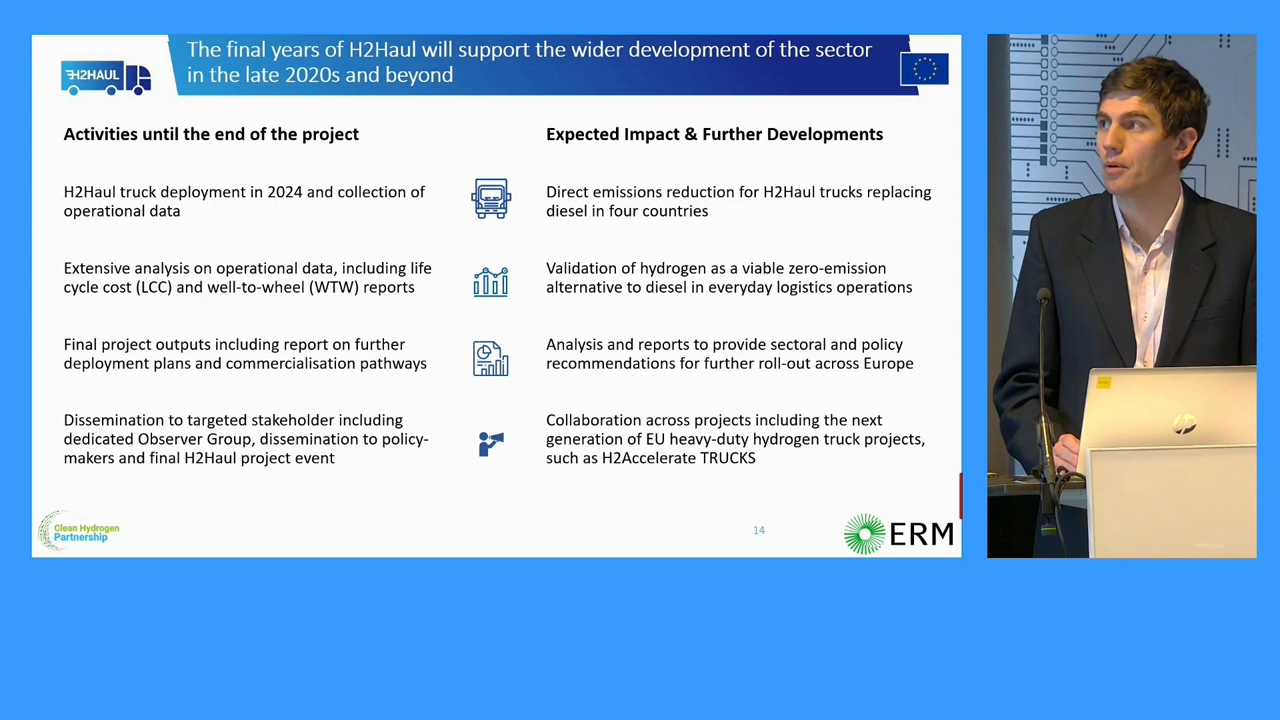 The final years of H2Haul will support the wider development of the sector
in the late 2020s and beyond
H2HAUL
Activities until the end of the project
H2Haul truck deployment in 2024 and collection of
operational data
Extensive analysis on operational data, including life
cycle cost (LCC) and well-to-wheel (WTW) reports
Final project outputs including report on further
deployment plans and commercialisation pathways
Dissemination to targeted stakeholder including
dedicated Observer Group, dissemination to policy-
makers and final H2Haul project event
Expected Impact & Further Developments
Direct emissions reduction for H2Haul trucks replacing
diesel in four countries
Validation of hydrogen as a viable zero-emission
alternative to diesel in everyday logistics operations
Analysis and reports to provide sectoral and policy
recommendations for further roll-out across Europe
Collaboration across projects including the next
generation of EU heavy-duty hydrogen truck projects,
such as H2Accelerate TRUCKS
Clean Hydrogen
Partnership
14
ERM
hp